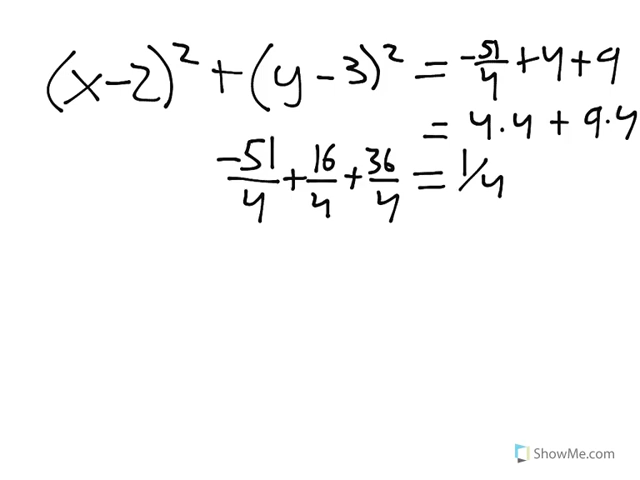 (x-2)² + (y-3)² = -51/4 + 4 + 9
= 4·4 + 9·4
-51/4 + 16/4 + 36/4 = 1/4
ShowMe.com